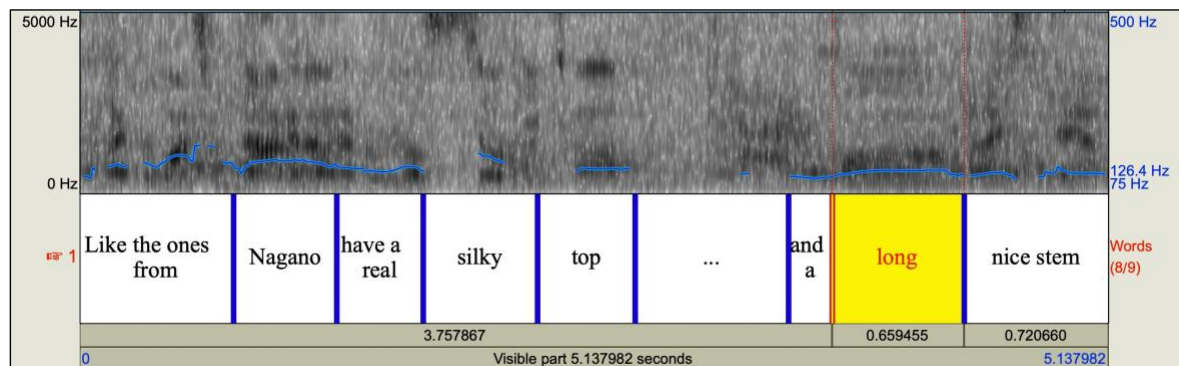 5000 Hz
500 Hz
0 Hz
126.4 Hz
75 Hz
☞ 1
Like the ones from
Nagano
have a real
silky
top
...
and a
long
nice stem
Words
(8/9)
3.757867
0.659455
0.720660
0
Visible part 5.137982 seconds
5.137982